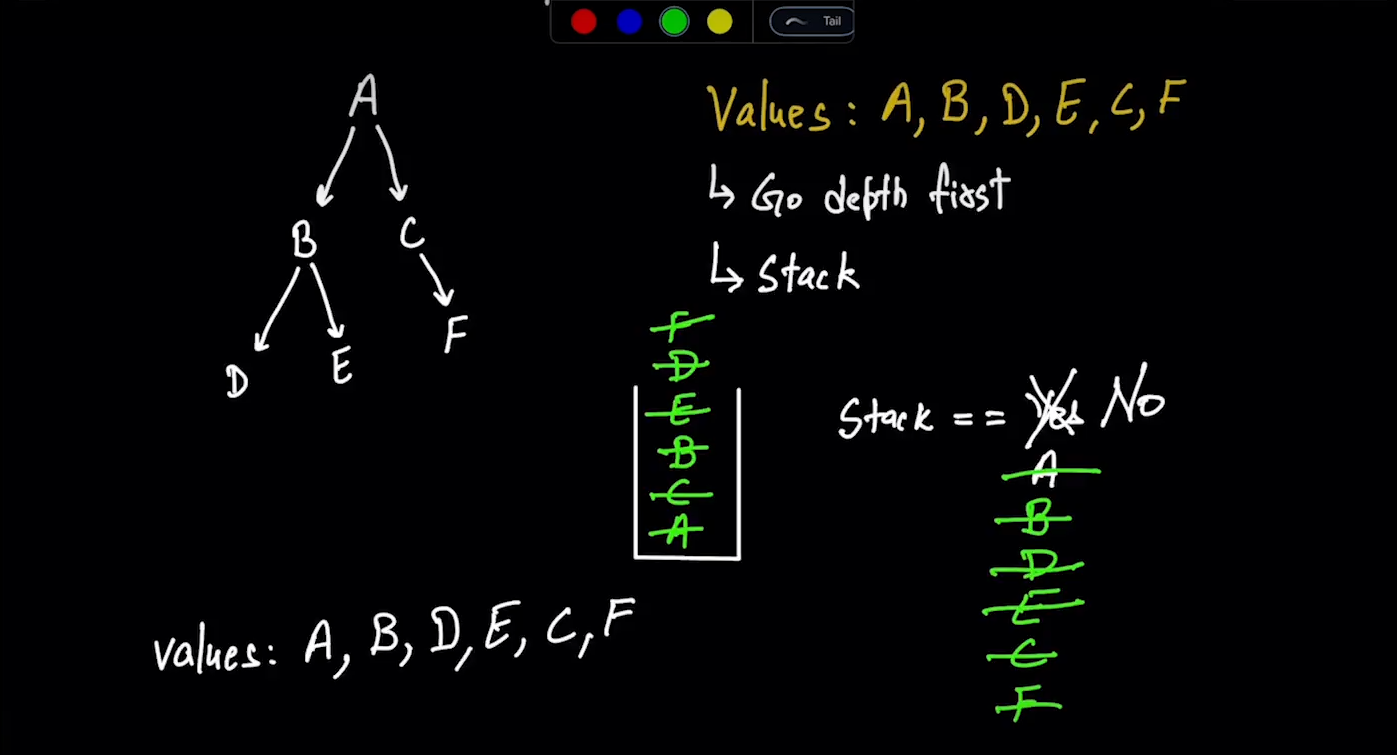 Tail
A
B C
D E F
Values: A, B, D, E, C, F
↳ Go depth first
↳ Stack
F
D
E
B
C
A
Stack == Yes No
A
B
D
E
C
F
values: A, B, D, E, C, F